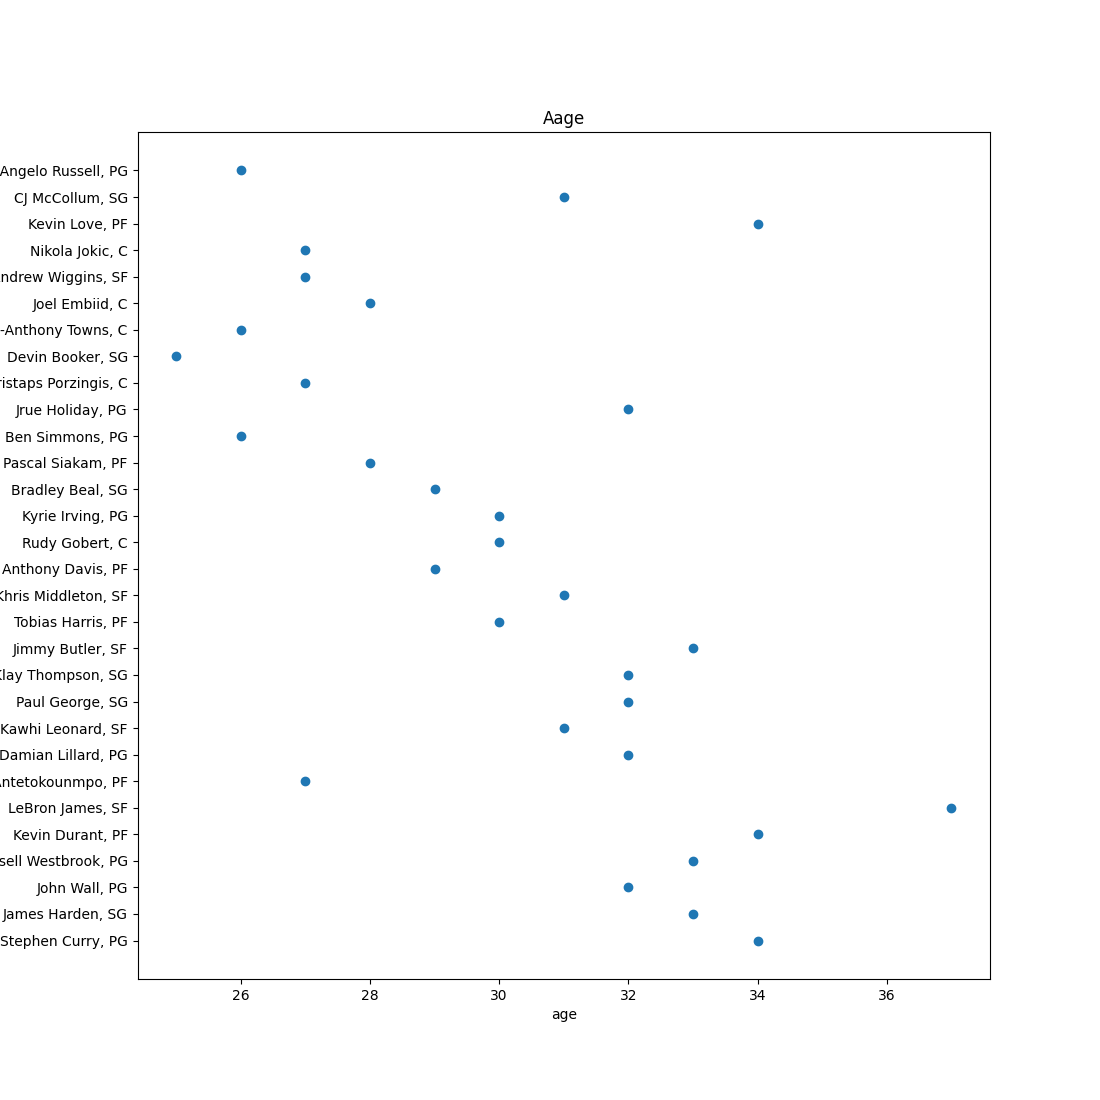 Aage
Angelo Russell, PG
CJ McCollum, SG
Kevin Love, PF
Nikola Jokic, C
ndrew Wiggins, SF
Joel Embiid, C
-Anthony Towns, C
Devin Booker, SG
ristaps Porzingis, C
Jrue Holiday, PG
Ben Simmons, PG
Pascal Siakam, PF
Bradley Beal, SG
Kyrie Irving, PG
Rudy Gobert, C
Anthony Davis, PF
Khris Middleton, SF
Tobias Harris, PF
Jimmy Butler, SF
Klay Thompson, SG
Paul George, SG
Kawhi Leonard, SF
Damian Lillard, PG
Antetokounmpo, PF
LeBron James, SF
Kevin Durant, PF
sell Westbrook, PG
John Wall, PG
James Harden, SG
Stephen Curry, PG
26 28 30 32 34 36
age